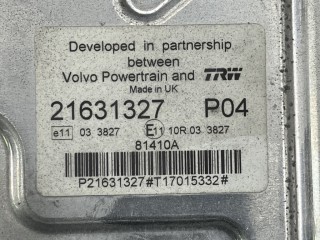 Developed in partnership
between
Volvo Powertrain and TRW
Made in UK
21631327 P04
e11 03 3827 E11 10R.03 3827
81410A
P21631327#T17015332#